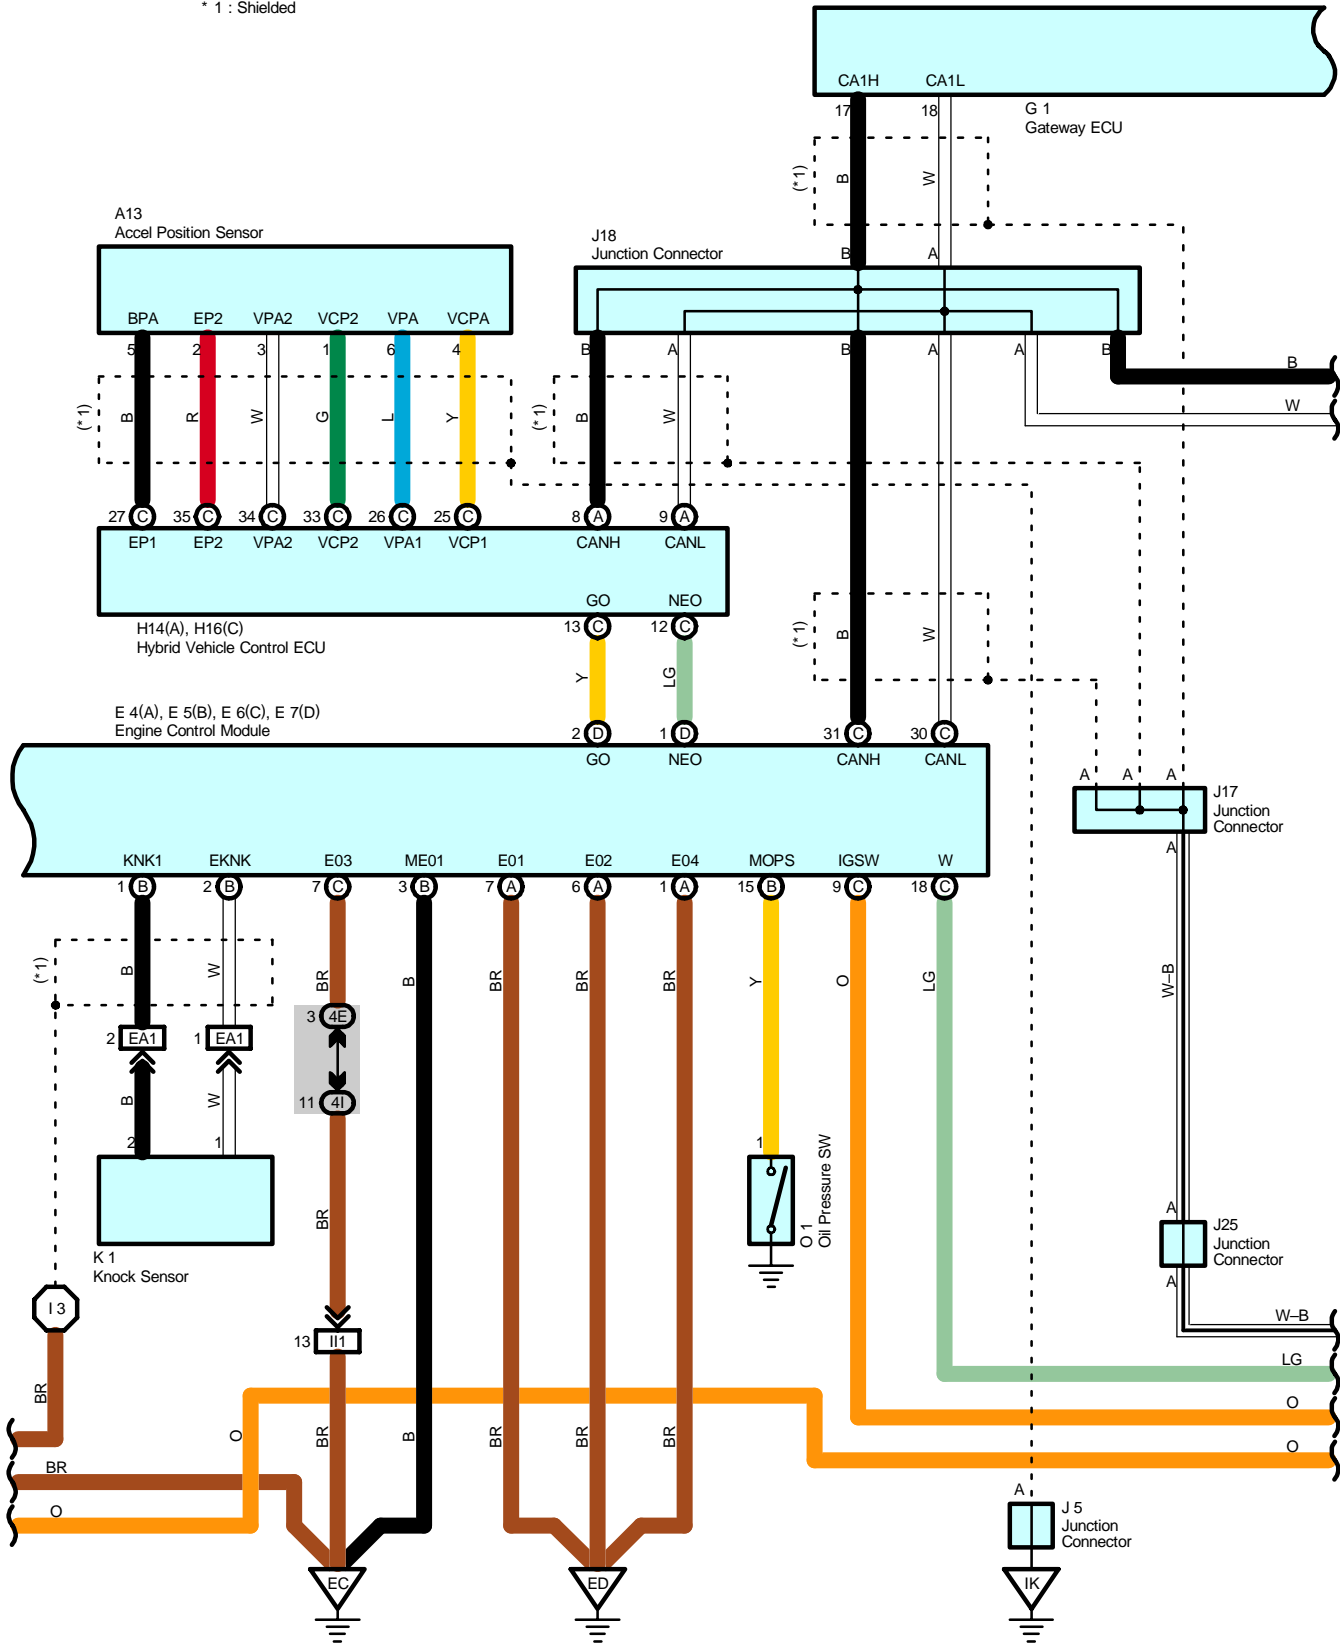 * 1 : Shielded
CA1H CA1L
17 18 G 1
Gateway ECU
(*1) B W
A13
Accel Position Sensor
J18
Junction Connector
B A
BPA EP2 VPA2 VCP2 VPA VCPA
5 2 3 1 6 4
B A B A A B
B
W
(*1) B R W G L Y
(*1) B W
27 C 35 C 34 C 33 C 26 C 25 C 8 A 9 A
EP1 EP2 VPA2 VCP2 VPA1 VCP1 CANH CANL
GO NEO
H14(A), H16(C)
Hybrid Vehicle Control ECU
13 C 12 C
(*1) B W
Y LG
E 4(A), E 5(B), E 6(C), E 7(D)
Engine Control Module
2 D 1 D 31 C 30 C
GO NEO CANH CANL
A A A
J17
Junction
Connector
A
KNK1 EKNK E03 ME01 E01 E02 E04 MOPS IGSW W
1 B 2 B 7 C 3 B 7 A 6 A 1 A 15 B 9 C 18 C
(*1) B W BR B BR BR BR Y O LG W–B
3 4E
2 EA1 1 EA1
11 4I
B W
2 1
1
O 1
Oil Pressure SW
BR
A
J25
Junction
Connector
A
K 1
Knock Sensor
I 3
13 II1
W–B
LG
BR O BR B BR BR BR
O
O
BR
O
A
J 5
Junction
Connector
EC ED IK